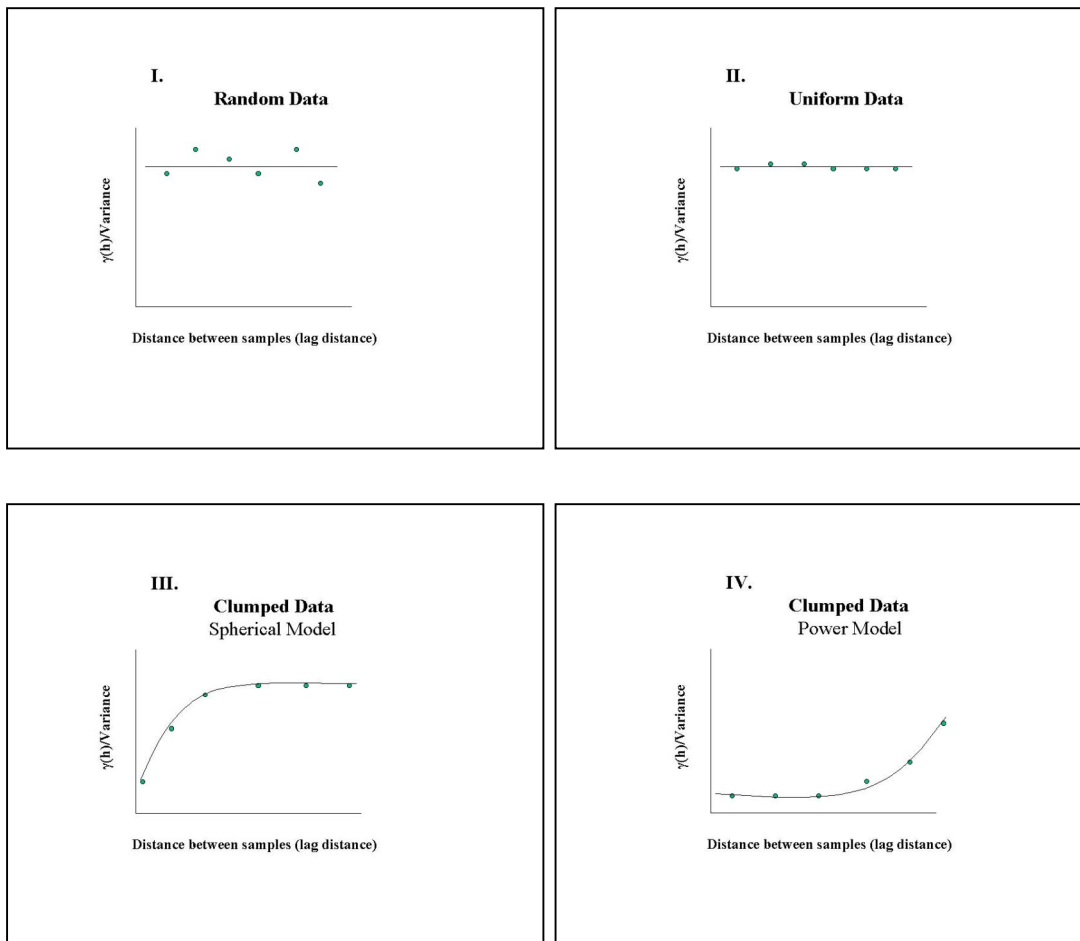 I.
Random Data
γ(h)/Variance
Distance between samples (lag distance)
II.
Uniform Data
γ(h)/Variance
Distance between samples (lag distance)
III.
Clumped Data
Spherical Model
γ(h)/Variance
Distance between samples (lag distance)
IV.
Clumped Data
Power Model
γ(h)/Variance
Distance between samples (lag distance)